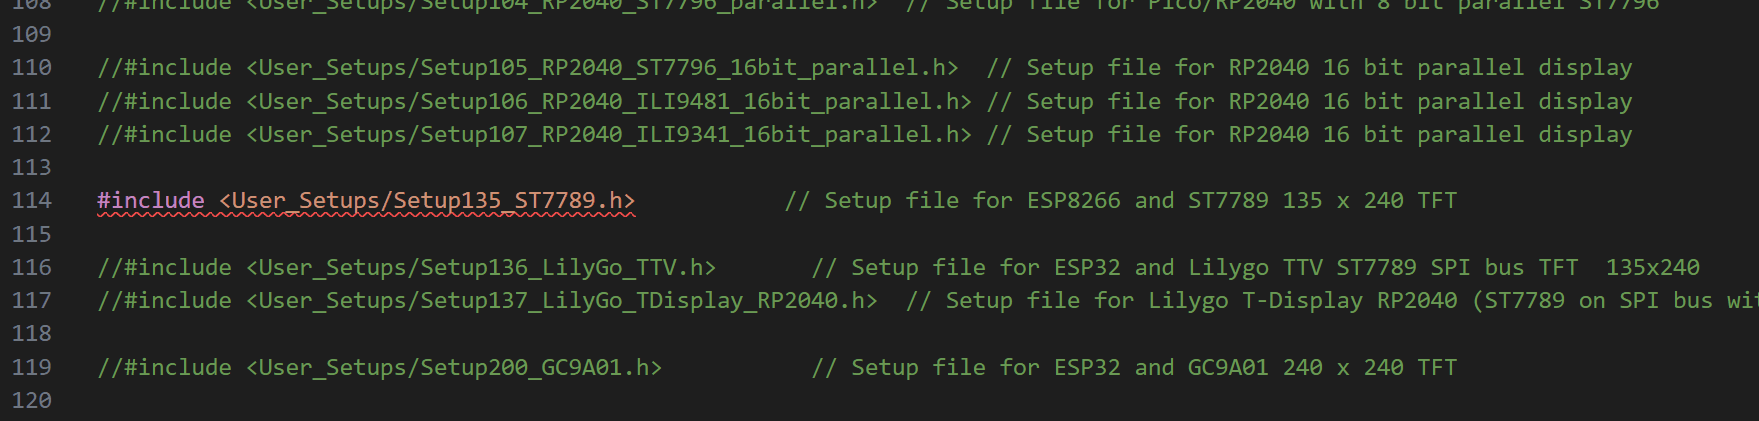 108 //#include <User_Setups/Setup104_RP2040_ST7796_parallel.h> // Setup file for Pico/RP2040 with 8 bit parallel ST7796
109
110 //#include <User_Setups/Setup105_RP2040_ST7796_16bit_parallel.h> // Setup file for RP2040 16 bit parallel display
111 //#include <User_Setups/Setup106_RP2040_ILI9481_16bit_parallel.h> // Setup file for RP2040 16 bit parallel display
112 //#include <User_Setups/Setup107_RP2040_ILI9341_16bit_parallel.h> // Setup file for RP2040 16 bit parallel display
113
114 #include <User_Setups/Setup135_ST7789.h> // Setup file for ESP8266 and ST7789 135 x 240 TFT
115
116 //#include <User_Setups/Setup136_LilyGo_TTV.h> // Setup file for ESP32 and Lilygo TTV ST7789 SPI bus TFT 135x240
117 //#include <User_Setups/Setup137_LilyGo_TDisplay_RP2040.h> // Setup file for Lilygo T-Display RP2040 (ST7789 on SPI bus wit
118
119 //#include <User_Setups/Setup200_GC9A01.h> // Setup file for ESP32 and GC9A01 240 x 240 TFT
120